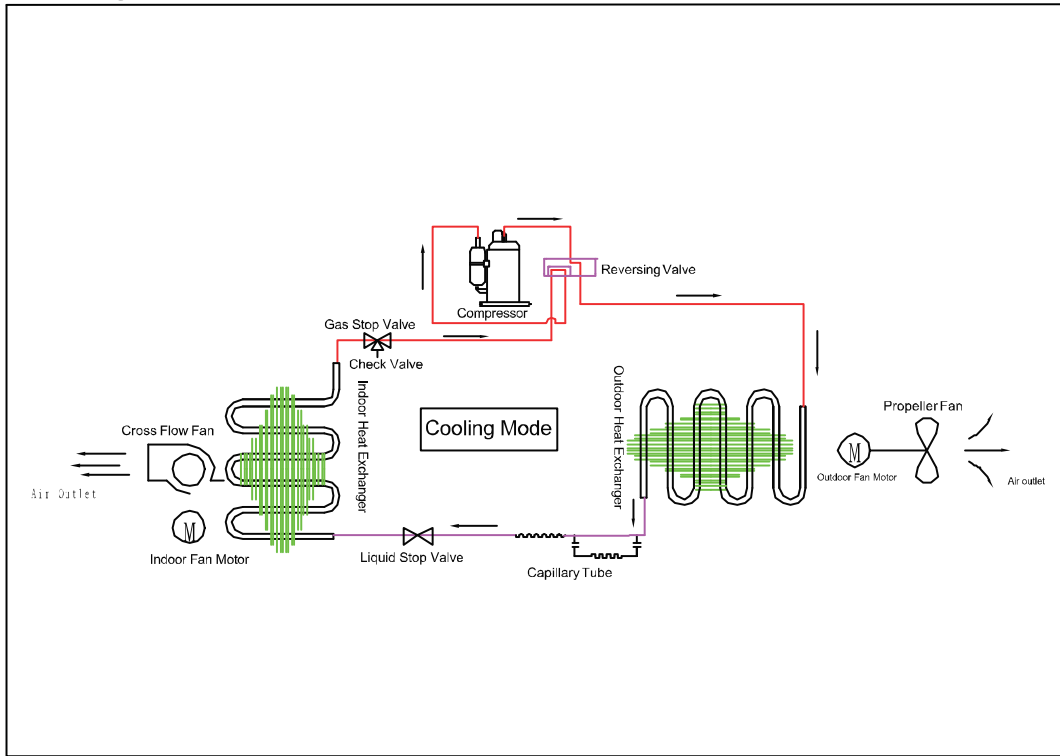 Reversing Valve
Compressor
Gas Stop Valve
Check Valve
Indoor Heat Exchanger
Outdoor Heat Exchanger
Cooling Mode
Propeller Fan
Cross Flow Fan
M
Outdoor Fan Motor
Air outlet
Air Outlet
M
Indoor Fan Motor
Liquid Stop Valve
Capillary Tube